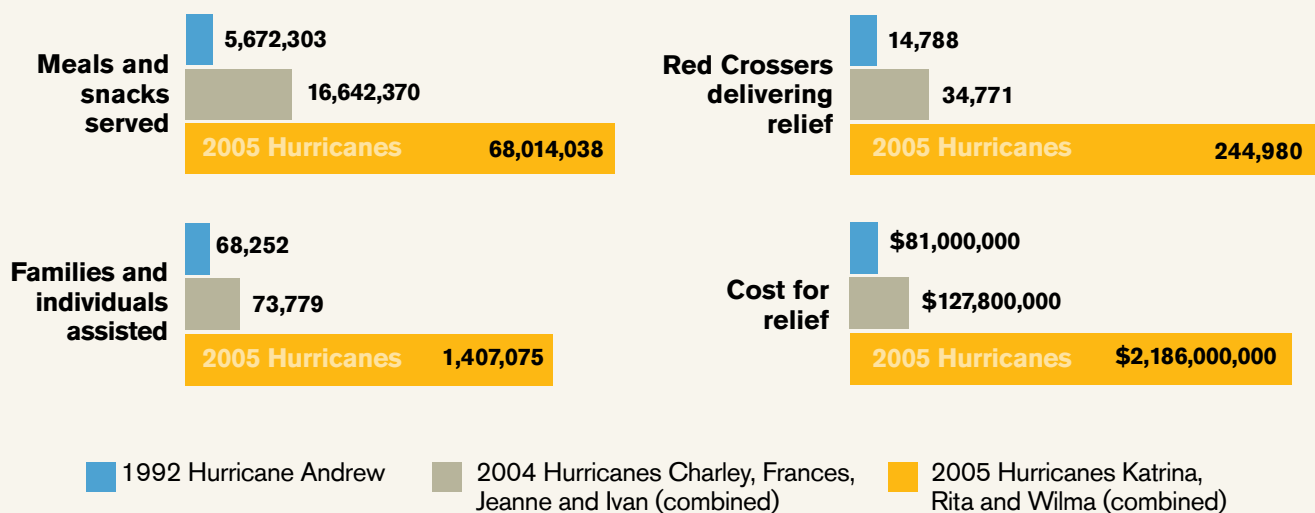 Meals and
snacks
served
5,672,303
16,642,370
2005 Hurricanes 68,014,038
Red Crossers
delivering
relief
14,788
34,771
2005 Hurricanes 244,980
Families and
individuals
assisted
68,252
73,779
2005 Hurricanes 1,407,075
Cost for
relief
$81,000,000
$127,800,000
2005 Hurricanes $2,186,000,000
1992 Hurricane Andrew
2004 Hurricanes Charley, Frances,
Jeanne and Ivan (combined)
2005 Hurricanes Katrina,
Rita and Wilma (combined)